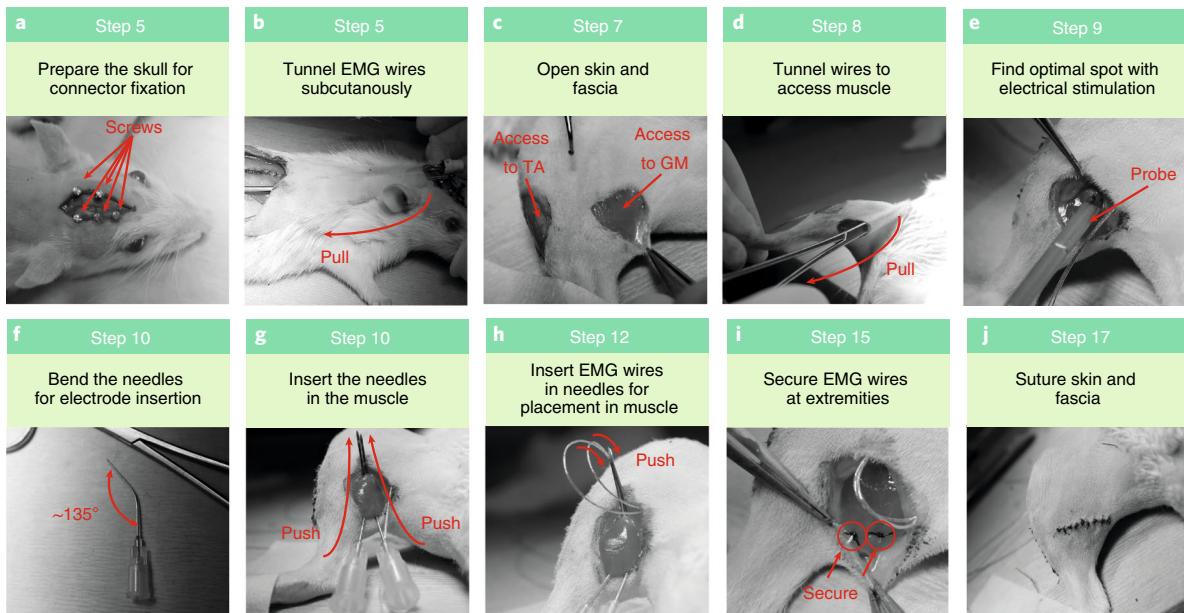 a
Step 5
Prepare the skull for
connector fixation
Screws
b
Step 5
Tunnel EMG wires
subcutanously
Pull
c
Step 7
Open skin and
fascia
Access
to TA
Access
to GM
d
Step 8
Tunnel wires to
access muscle
Pull
e
Step 9
Find optimal spot with
electrical stimulation
Probe
f
Step 10
Bend the needles
for electrode insertion
~135°
g
Step 10
Insert the needles
in the muscle
Push
Push
h
Step 12
Insert EMG wires
in needles for
placement in muscle
Push
i
Step 15
Secure EMG wires
at extremities
Secure
j
Step 17
Suture skin and
fascia